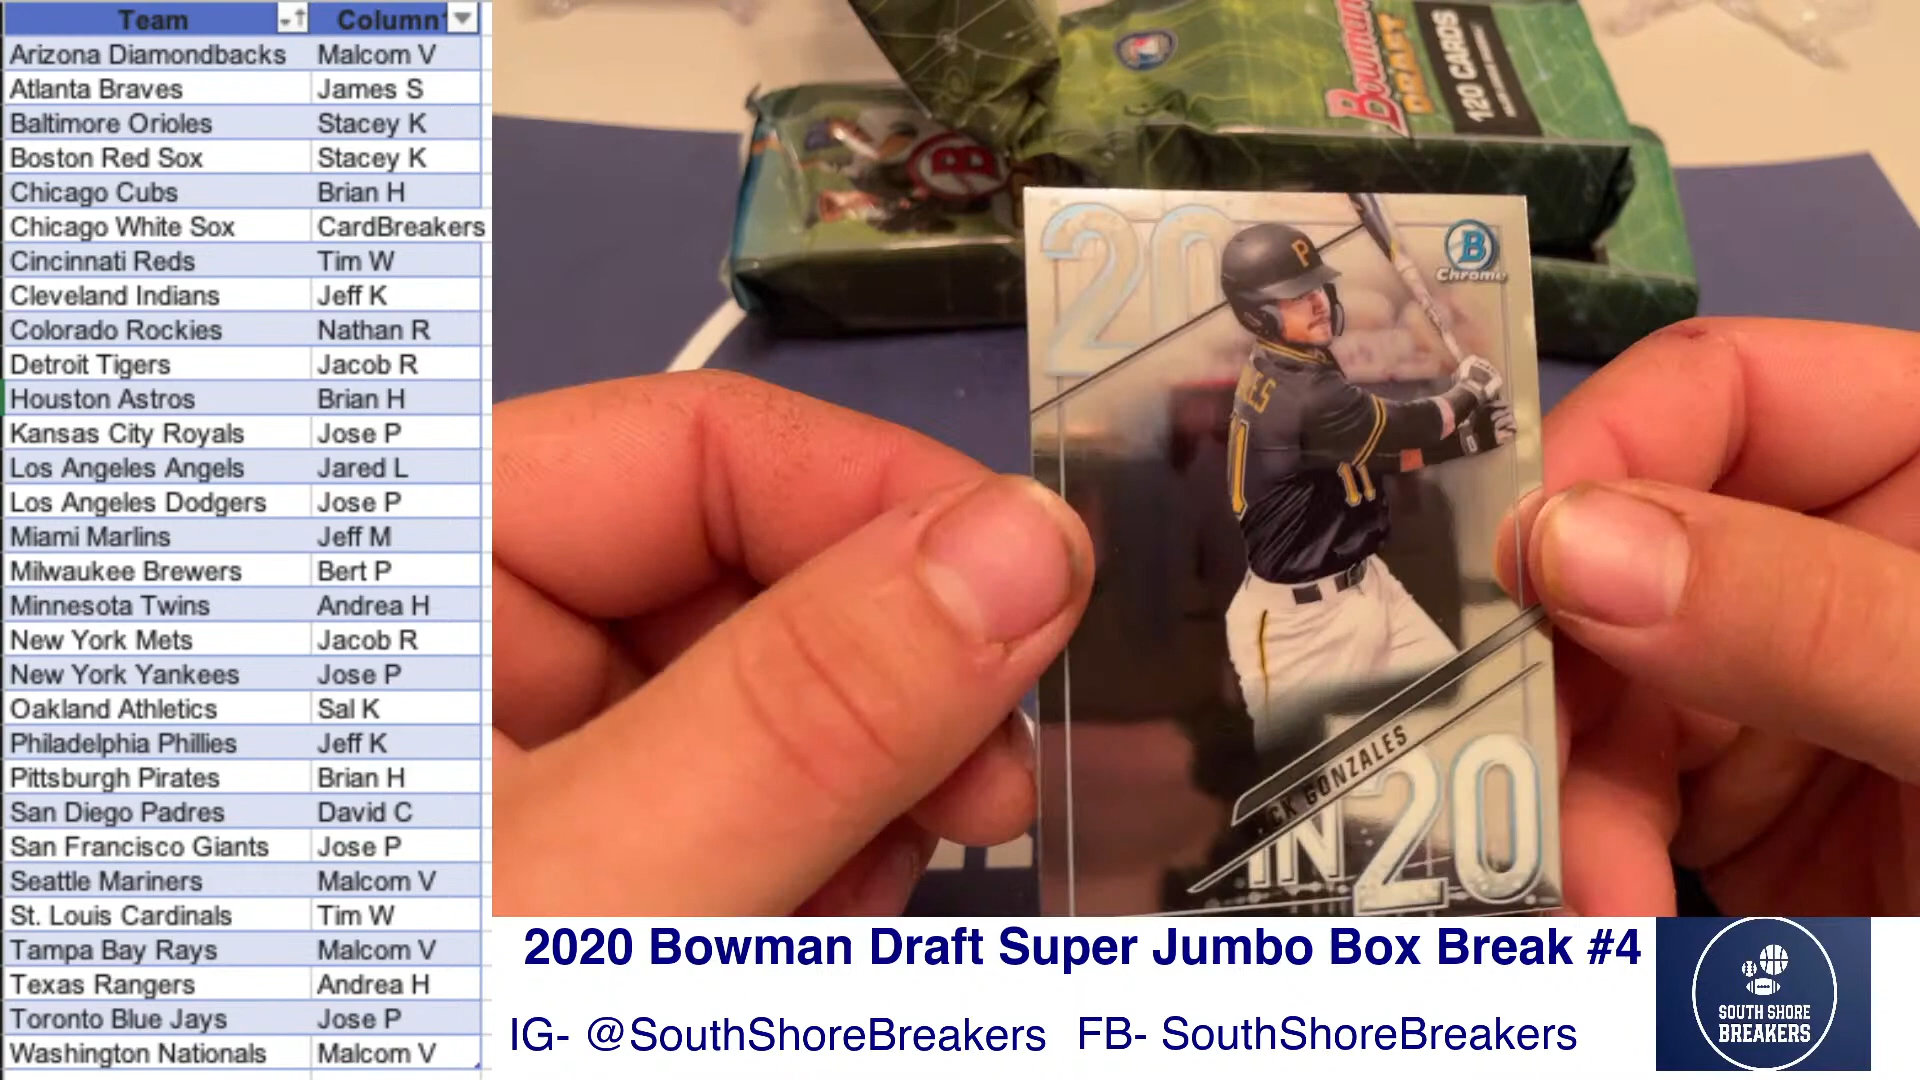 Team Column
Arizona Diamondbacks Malcom V
Atlanta Braves James S
Baltimore Orioles Stacey K
Boston Red Sox Stacey K
Chicago Cubs Brian H
Chicago White Sox CardBreakers
Cincinnati Reds Tim W
Cleveland Indians Jeff K
Colorado Rockies Nathan R
Detroit Tigers Jacob R
Houston Astros Brian H
Kansas City Royals Jose P
Los Angeles Angels Jared L
Los Angeles Dodgers Jose P
Miami Marlins Jeff M
Milwaukee Brewers Bert P
Minnesota Twins Andrea H
New York Mets Jacob R
New York Yankees Jose P
Oakland Athletics Sal K
Philadelphia Phillies Jeff K
Pittsburgh Pirates Brian H
San Diego Padres David C
San Francisco Giants Jose P
Seattle Mariners Malcom V
St. Louis Cardinals Tim W
Tampa Bay Rays Malcom V
Texas Rangers Andrea H
Toronto Blue Jays Jose P
Washington Nationals Malcom V
Bowman
DRAFT
120 CARDS
B
20
B
Chrome
P
11
GONZALES
IN 20
2020 Bowman Draft Super Jumbo Box Break #4
IG- @SouthShoreBreakers FB- SouthShoreBreakers
SOUTH SHORE
BREAKERS